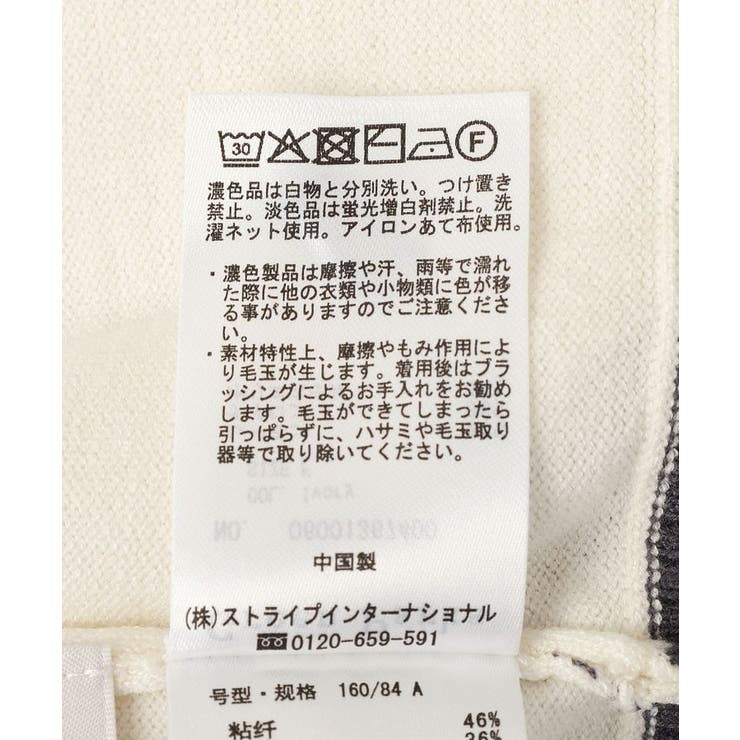 30
F
濃色品は白物と分別洗い。つけ置き
禁止。淡色品は蛍光増白剤禁止。洗
濯ネット使用。アイロンあて布使用。
・濃色製品は摩擦や汗、雨等で濡れ
た際に他の衣類や小物類に色が移
る事がありますのでご注意くださ
い。
・素材特性上、摩擦やもみ作用によ
り毛玉が生じます。着用後はブラ
ッシングによるお手入れをお勧め
します。毛玉ができてしまったら
引っぱらずに、ハサミや毛玉取り
器等で取り除いてください。
中国製
(株)ストライプインターナショナル
0120-659-591
号型・规格 160/84 A
粘纤 46%
36%